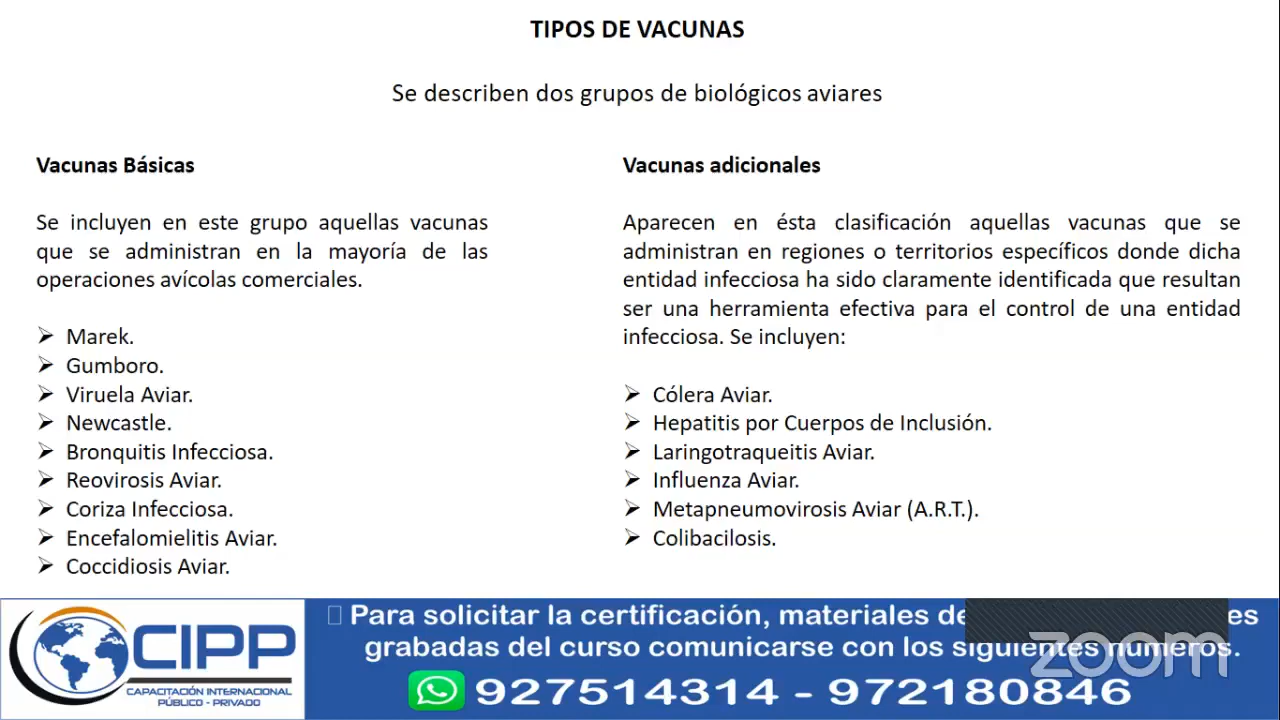 TIPOS DE VACUNAS
Se describen dos grupos de biológicos aviares
Vacunas Básicas
Se incluyen en este grupo aquellas vacunas
que se administran en la mayoría de las
operaciones avícolas comerciales.
Marek.
Gumboro.
Viruela Aviar.
Newcastle.
Bronquitis Infecciosa.
Reovirosis Aviar.
Coriza Infecciosa.
Encefalomielitis Aviar.
Coccidiosis Aviar.
Vacunas adicionales
Aparecen en ésta clasificación aquellas vacunas que se
administran en regiones o territorios específicos donde dicha
entidad infecciosa ha sido claramente identificada que resultan
ser una herramienta efectiva para el control de una entidad
infecciosa. Se incluyen:
Cólera Aviar.
Hepatitis por Cuerpos de Inclusión.
Laringotraqueitis Aviar.
Influenza Aviar.
Metapneumovirosis Aviar (A.R.T.).
Colibacilosis.
CIPP
CAPACITACIÓN INTERNACIONAL
PÚBLICO - PRIVADO
Para solicitar la certificación, materiales
grabadas del curso comunicarse con los siguientes números.
927514314 - 972180846
zoom